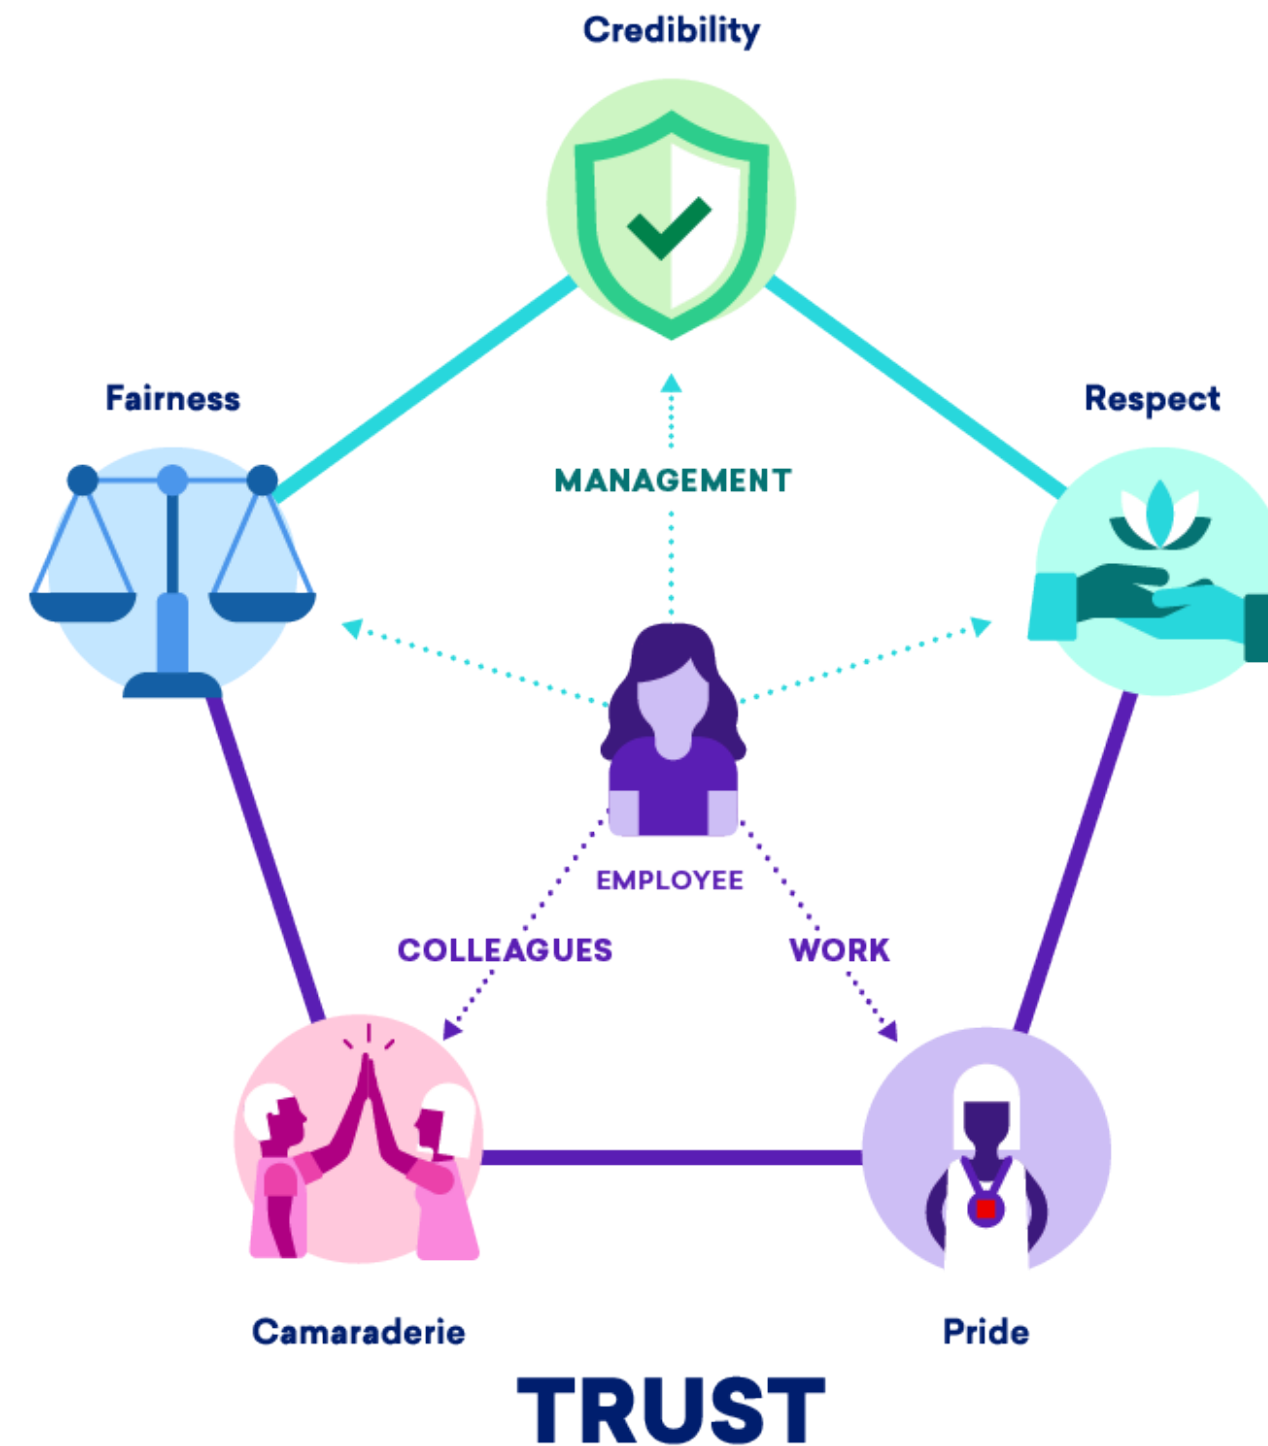 Credibility
Fairness
Respect
MANAGEMENT
EMPLOYEE
COLLEAGUES
WORK
Camaraderie
Pride
TRUST